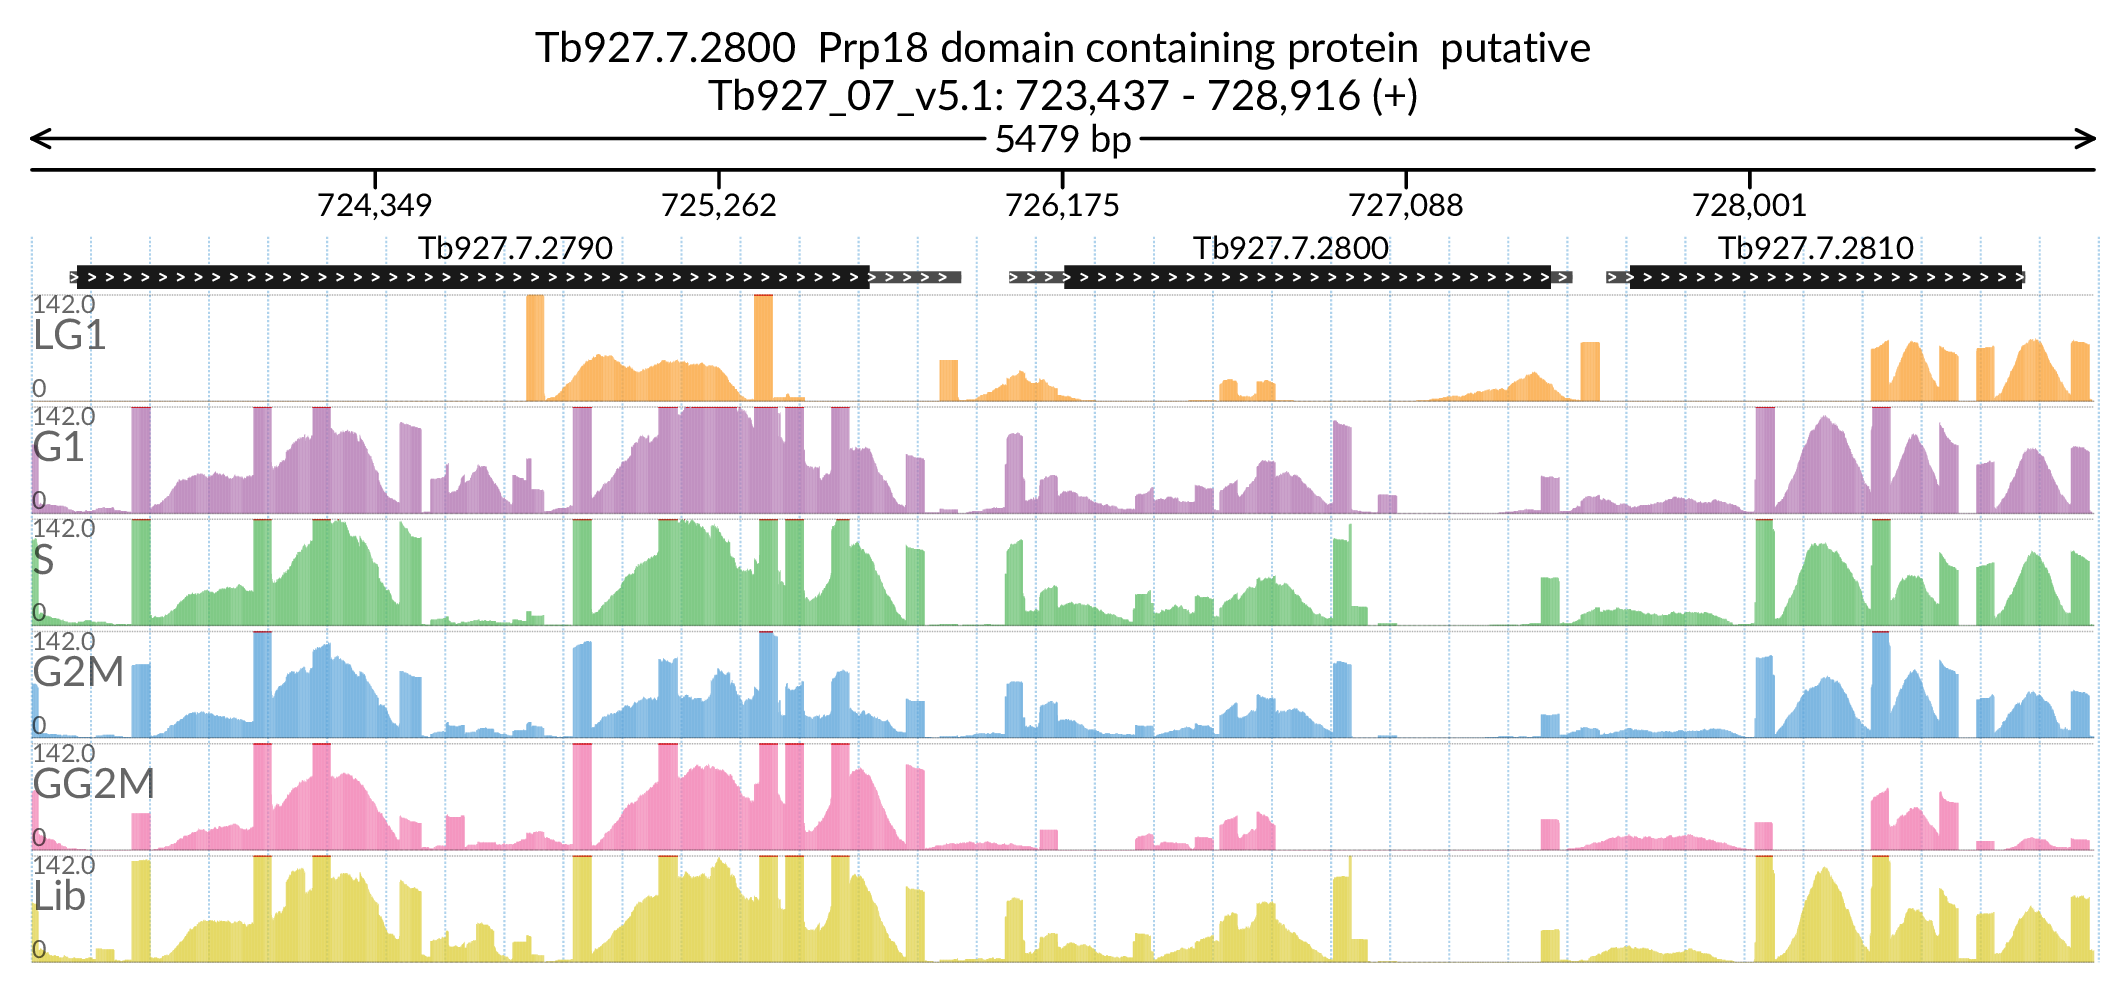 Tb927.7.2800  Prp18 domain containing protein  putative
Tb927_07_v5.1: 723,437 - 728,916 (+)
5479 bp
724,349 725,262 726,175 727,088 728,001
Tb927.7.2790 Tb927.7.2800 Tb927.7.2810
142.0
LG1
0
142.0
G1
0
142.0
S
0
142.0
G2M
0
142.0
GG2M
0
142.0
Lib
0